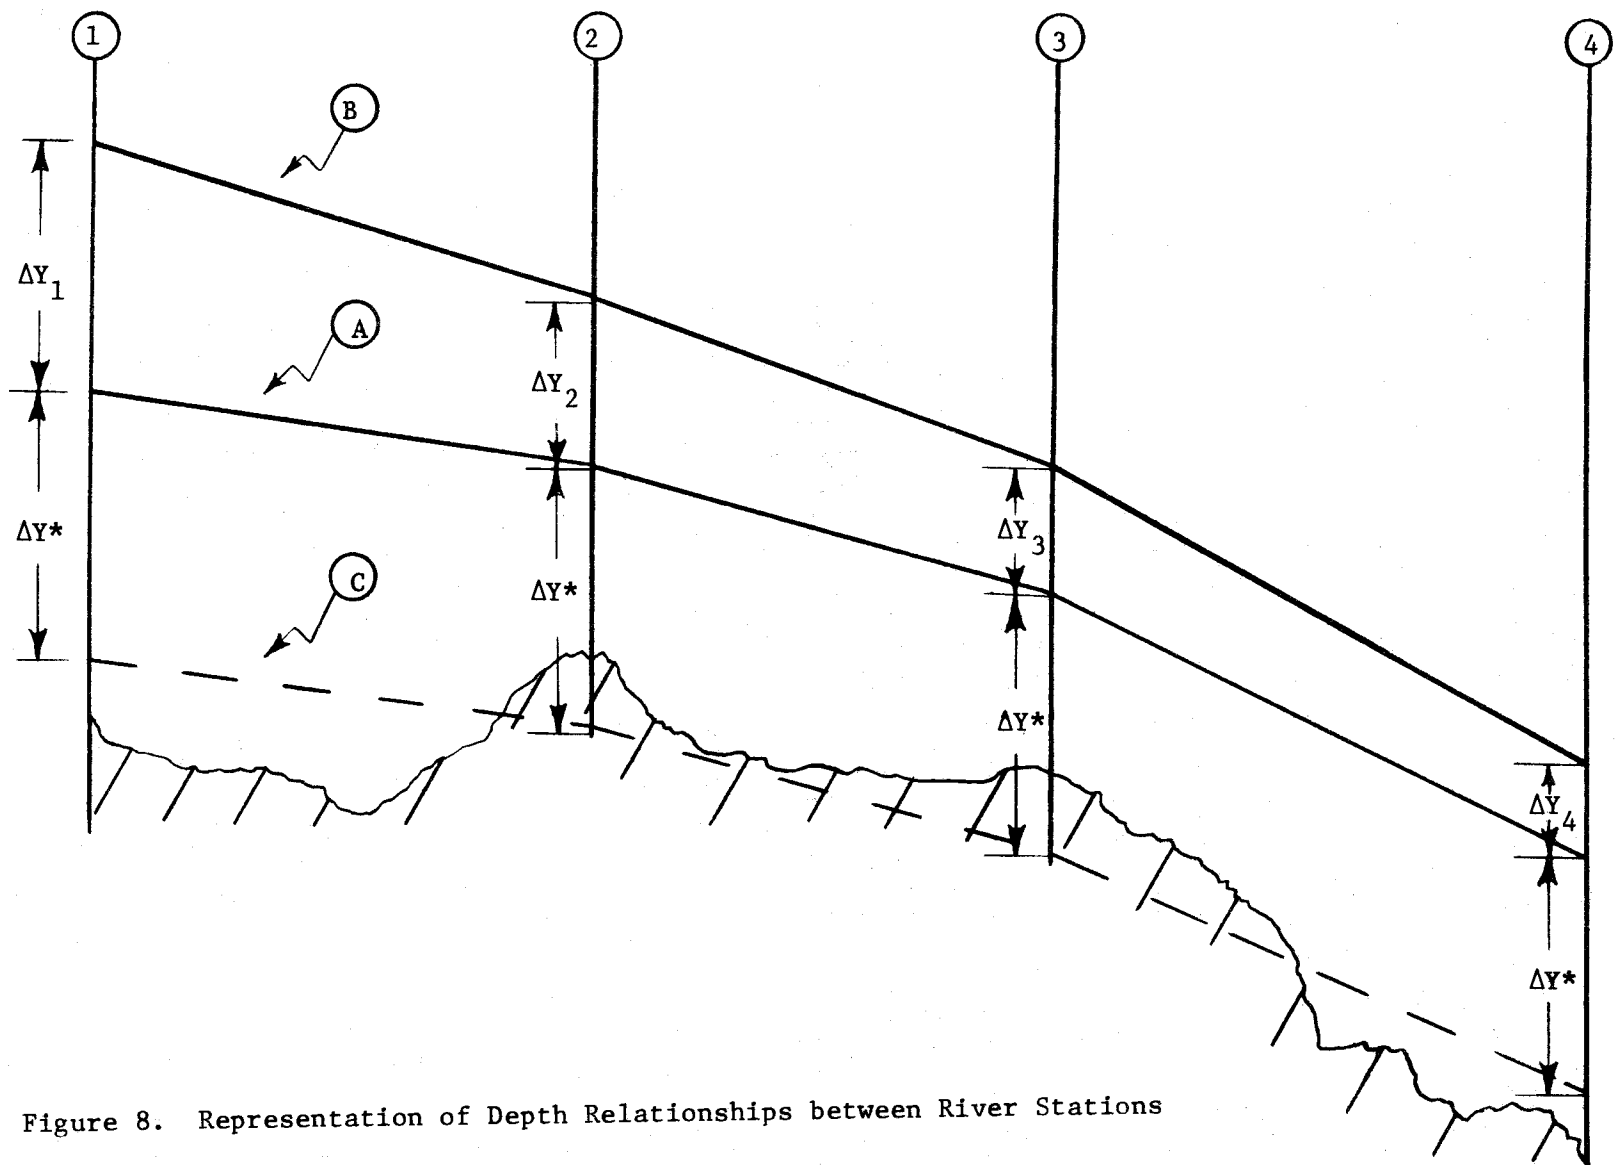 1 2 3 4
B
ΔY1
A
ΔY2
ΔY*
ΔY3
C
ΔY*
ΔY*
ΔY4
ΔY*
Figure 8. Representation of Depth Relationships between River Stations